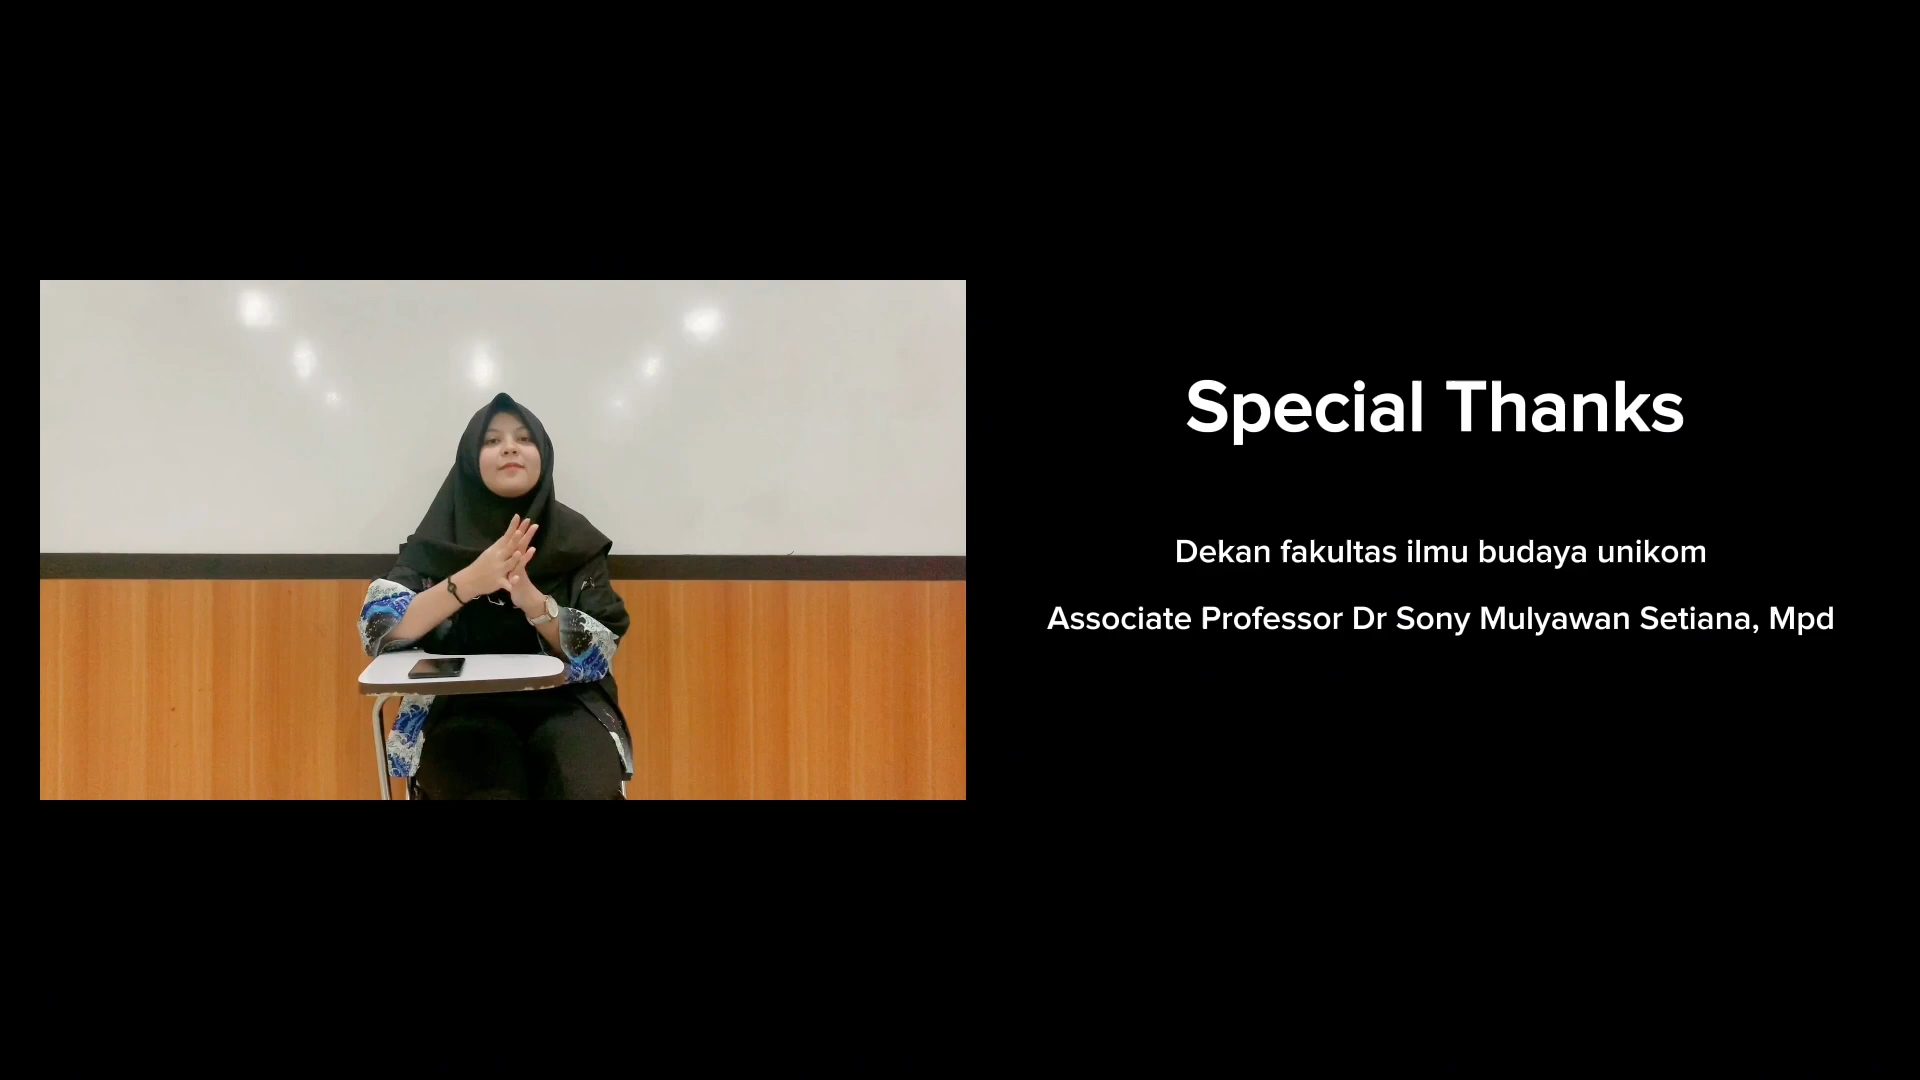 Special Thanks
Dekan fakultas ilmu budaya unikom
Associate Professor Dr Sony Mulyawan Setiana, Mpd